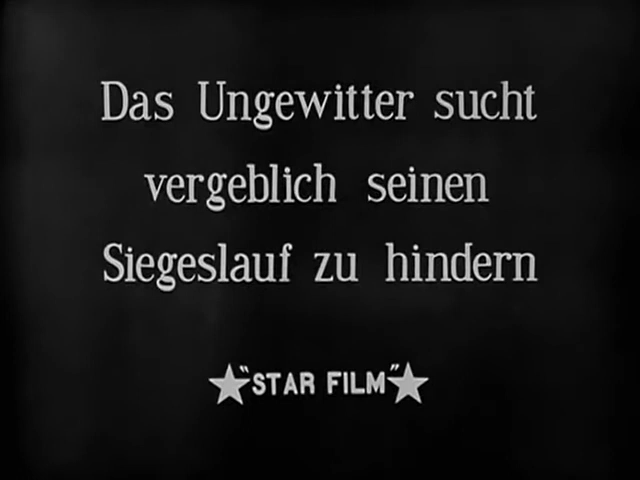 Das Ungewitter sucht
vergeblich seinen
Siegeslauf zu hindern
"STAR FILM"